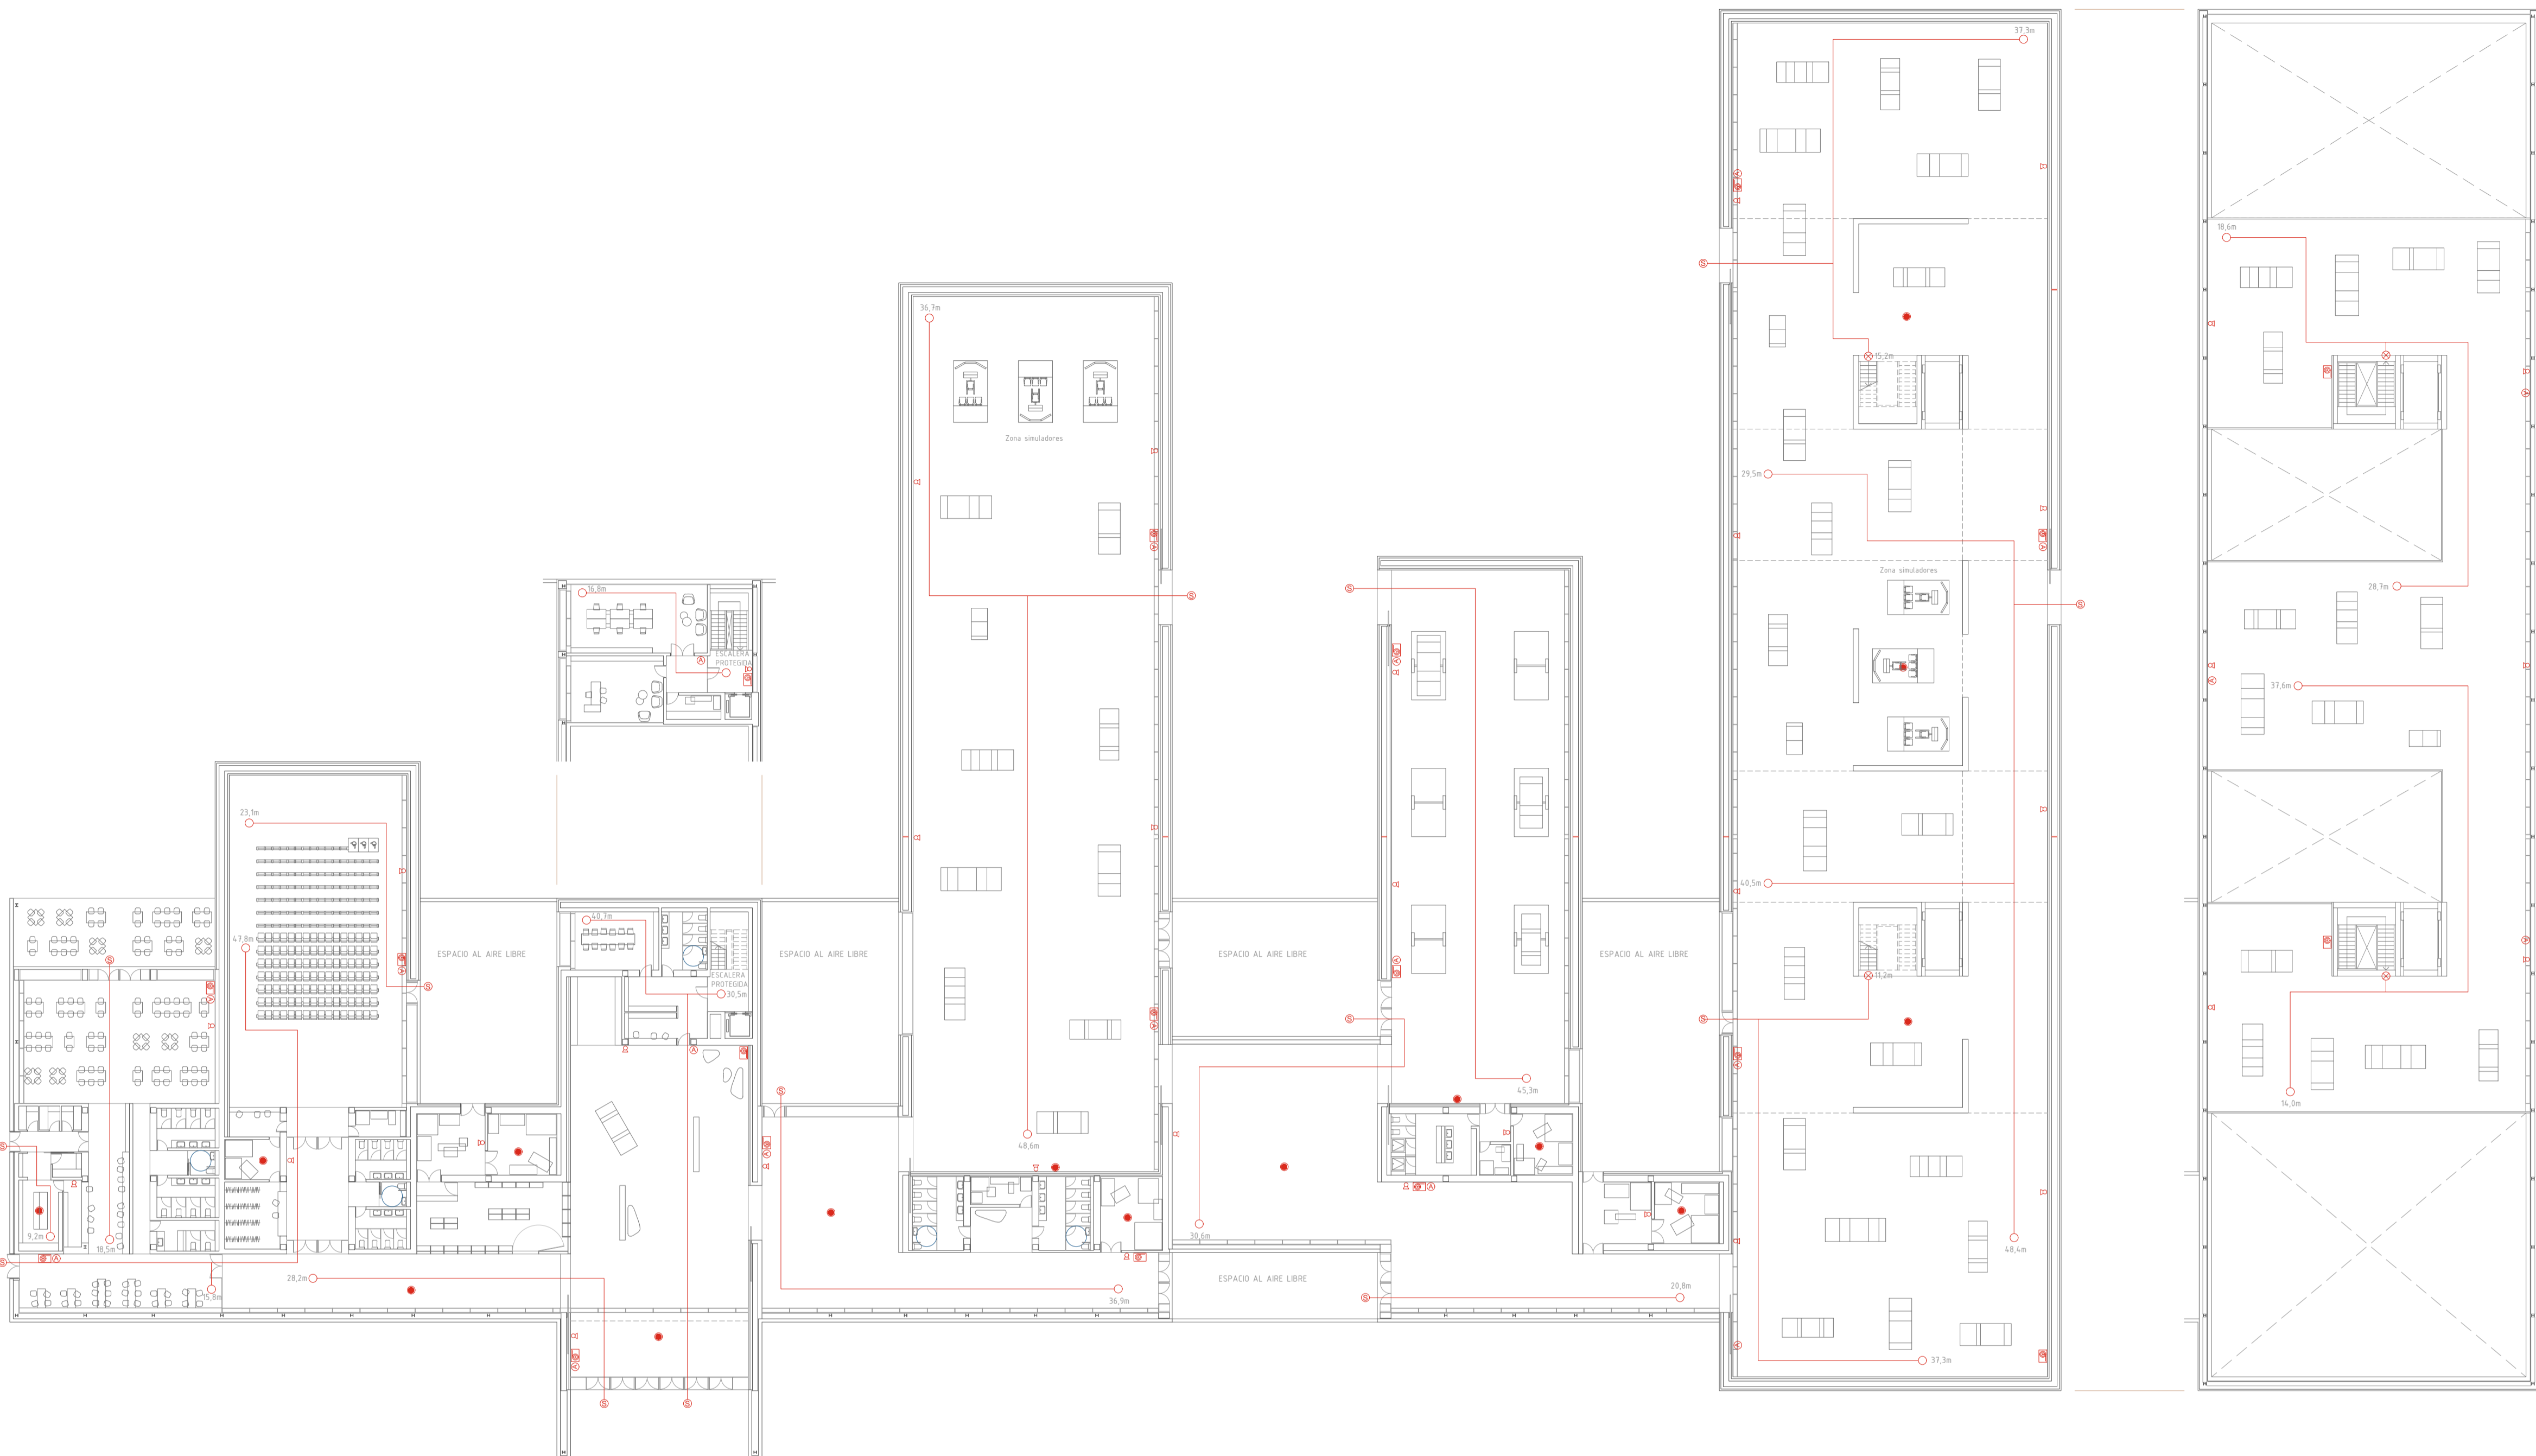 37,3m
18,6m
36,7m
15,2m
Zona simuladores
29,5m
Zona simuladores
28,7m
16,8m
ESCALERA
PROTEGIDA
37,6m
23,1m
40,5m
40,7m
47,8m
ESPACIO AL AIRE LIBRE
ESPACIO AL AIRE LIBRE
ESPACIO AL AIRE LIBRE
ESPACIO AL AIRE LIBRE
ESCALERA
PROTEGIDA
30,5m
11,2m
45,3m
14,0m
48,6m
9,2m
18,5m
30,6m
48,4m
28,2m
ESPACIO AL AIRE LIBRE
20,8m
15,8m
36,9m
37,3m